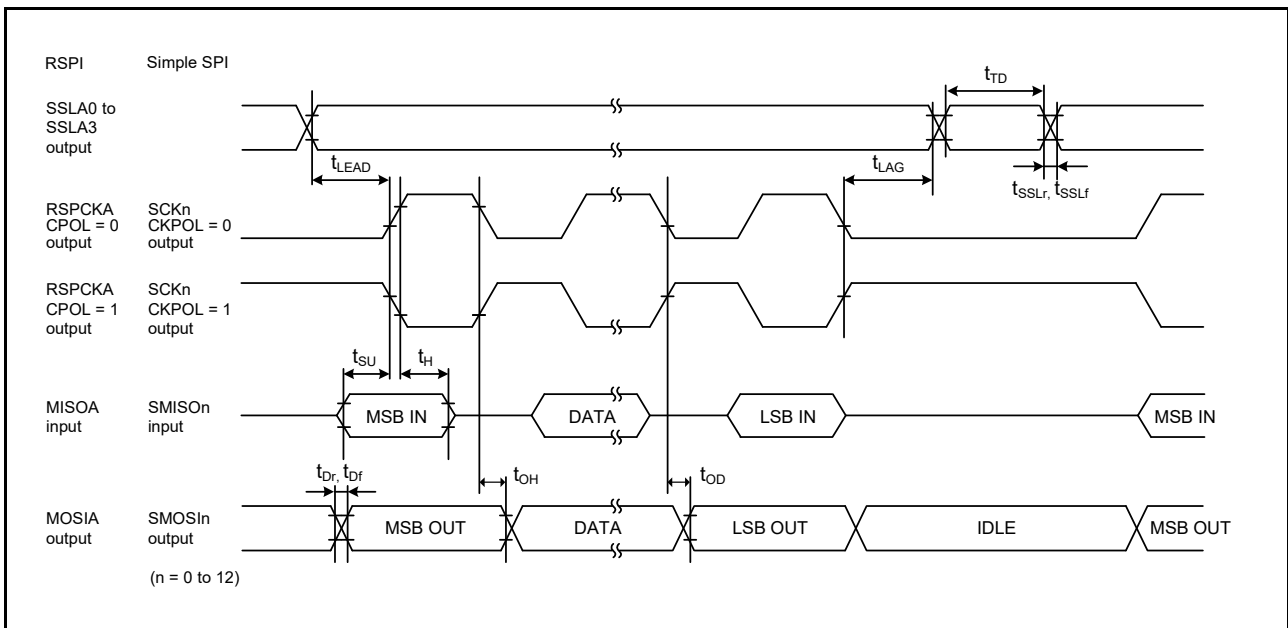 RSPI Simple SPI
tTD
SSLA0 to
SSLA3
output
tLEAD
tLAG
tSSLr, tSSLf
RSPCKA SCKn
CPOL = 0 CKPOL = 0
output output
RSPCKA SCKn
CPOL = 1 CKPOL = 1
output output
tSU tH
MISOA SMISOn
input input
MSB IN DATA LSB IN MSB IN
tDr, tDf tOH tOD
MOSIA SMOSIn
output output
MSB OUT DATA LSB OUT IDLE MSB OUT
(n = 0 to 12)